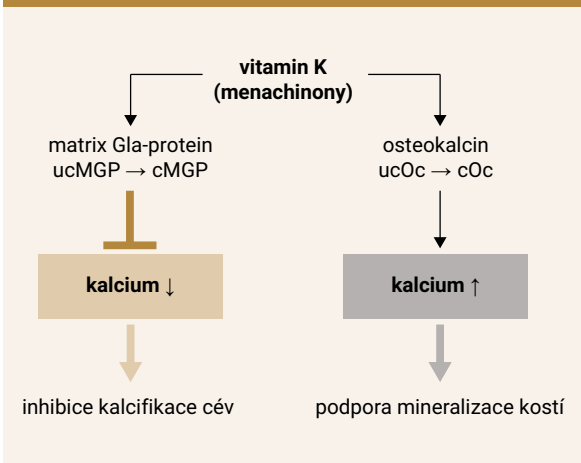 vitamin K
(menachinony)
matrix Gla-protein
ucMGP → cMGP
osteokalcin
ucOc → cOc
kalcium ↓
kalcium ↑
inhibice kalcifikace cév
podpora mineralizace kostí